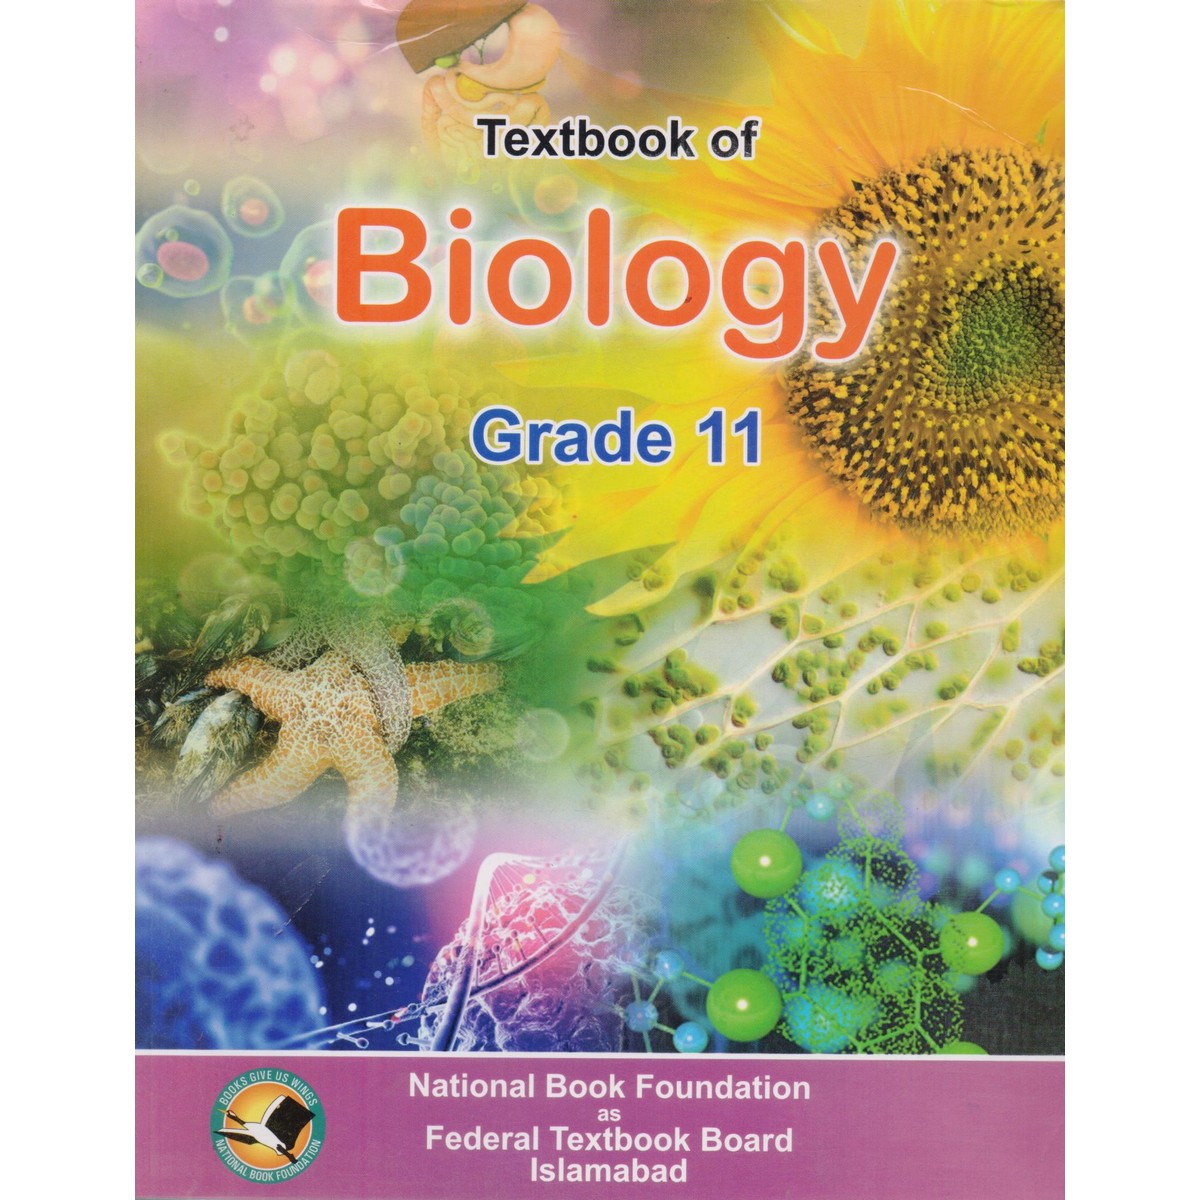 Textbook of
Biology
Grade 11
BOOKS GIVE US WINGS
NATIONAL BOOK FOUNDATION
National Book Foundation
as
Federal Textbook Board
Islamabad